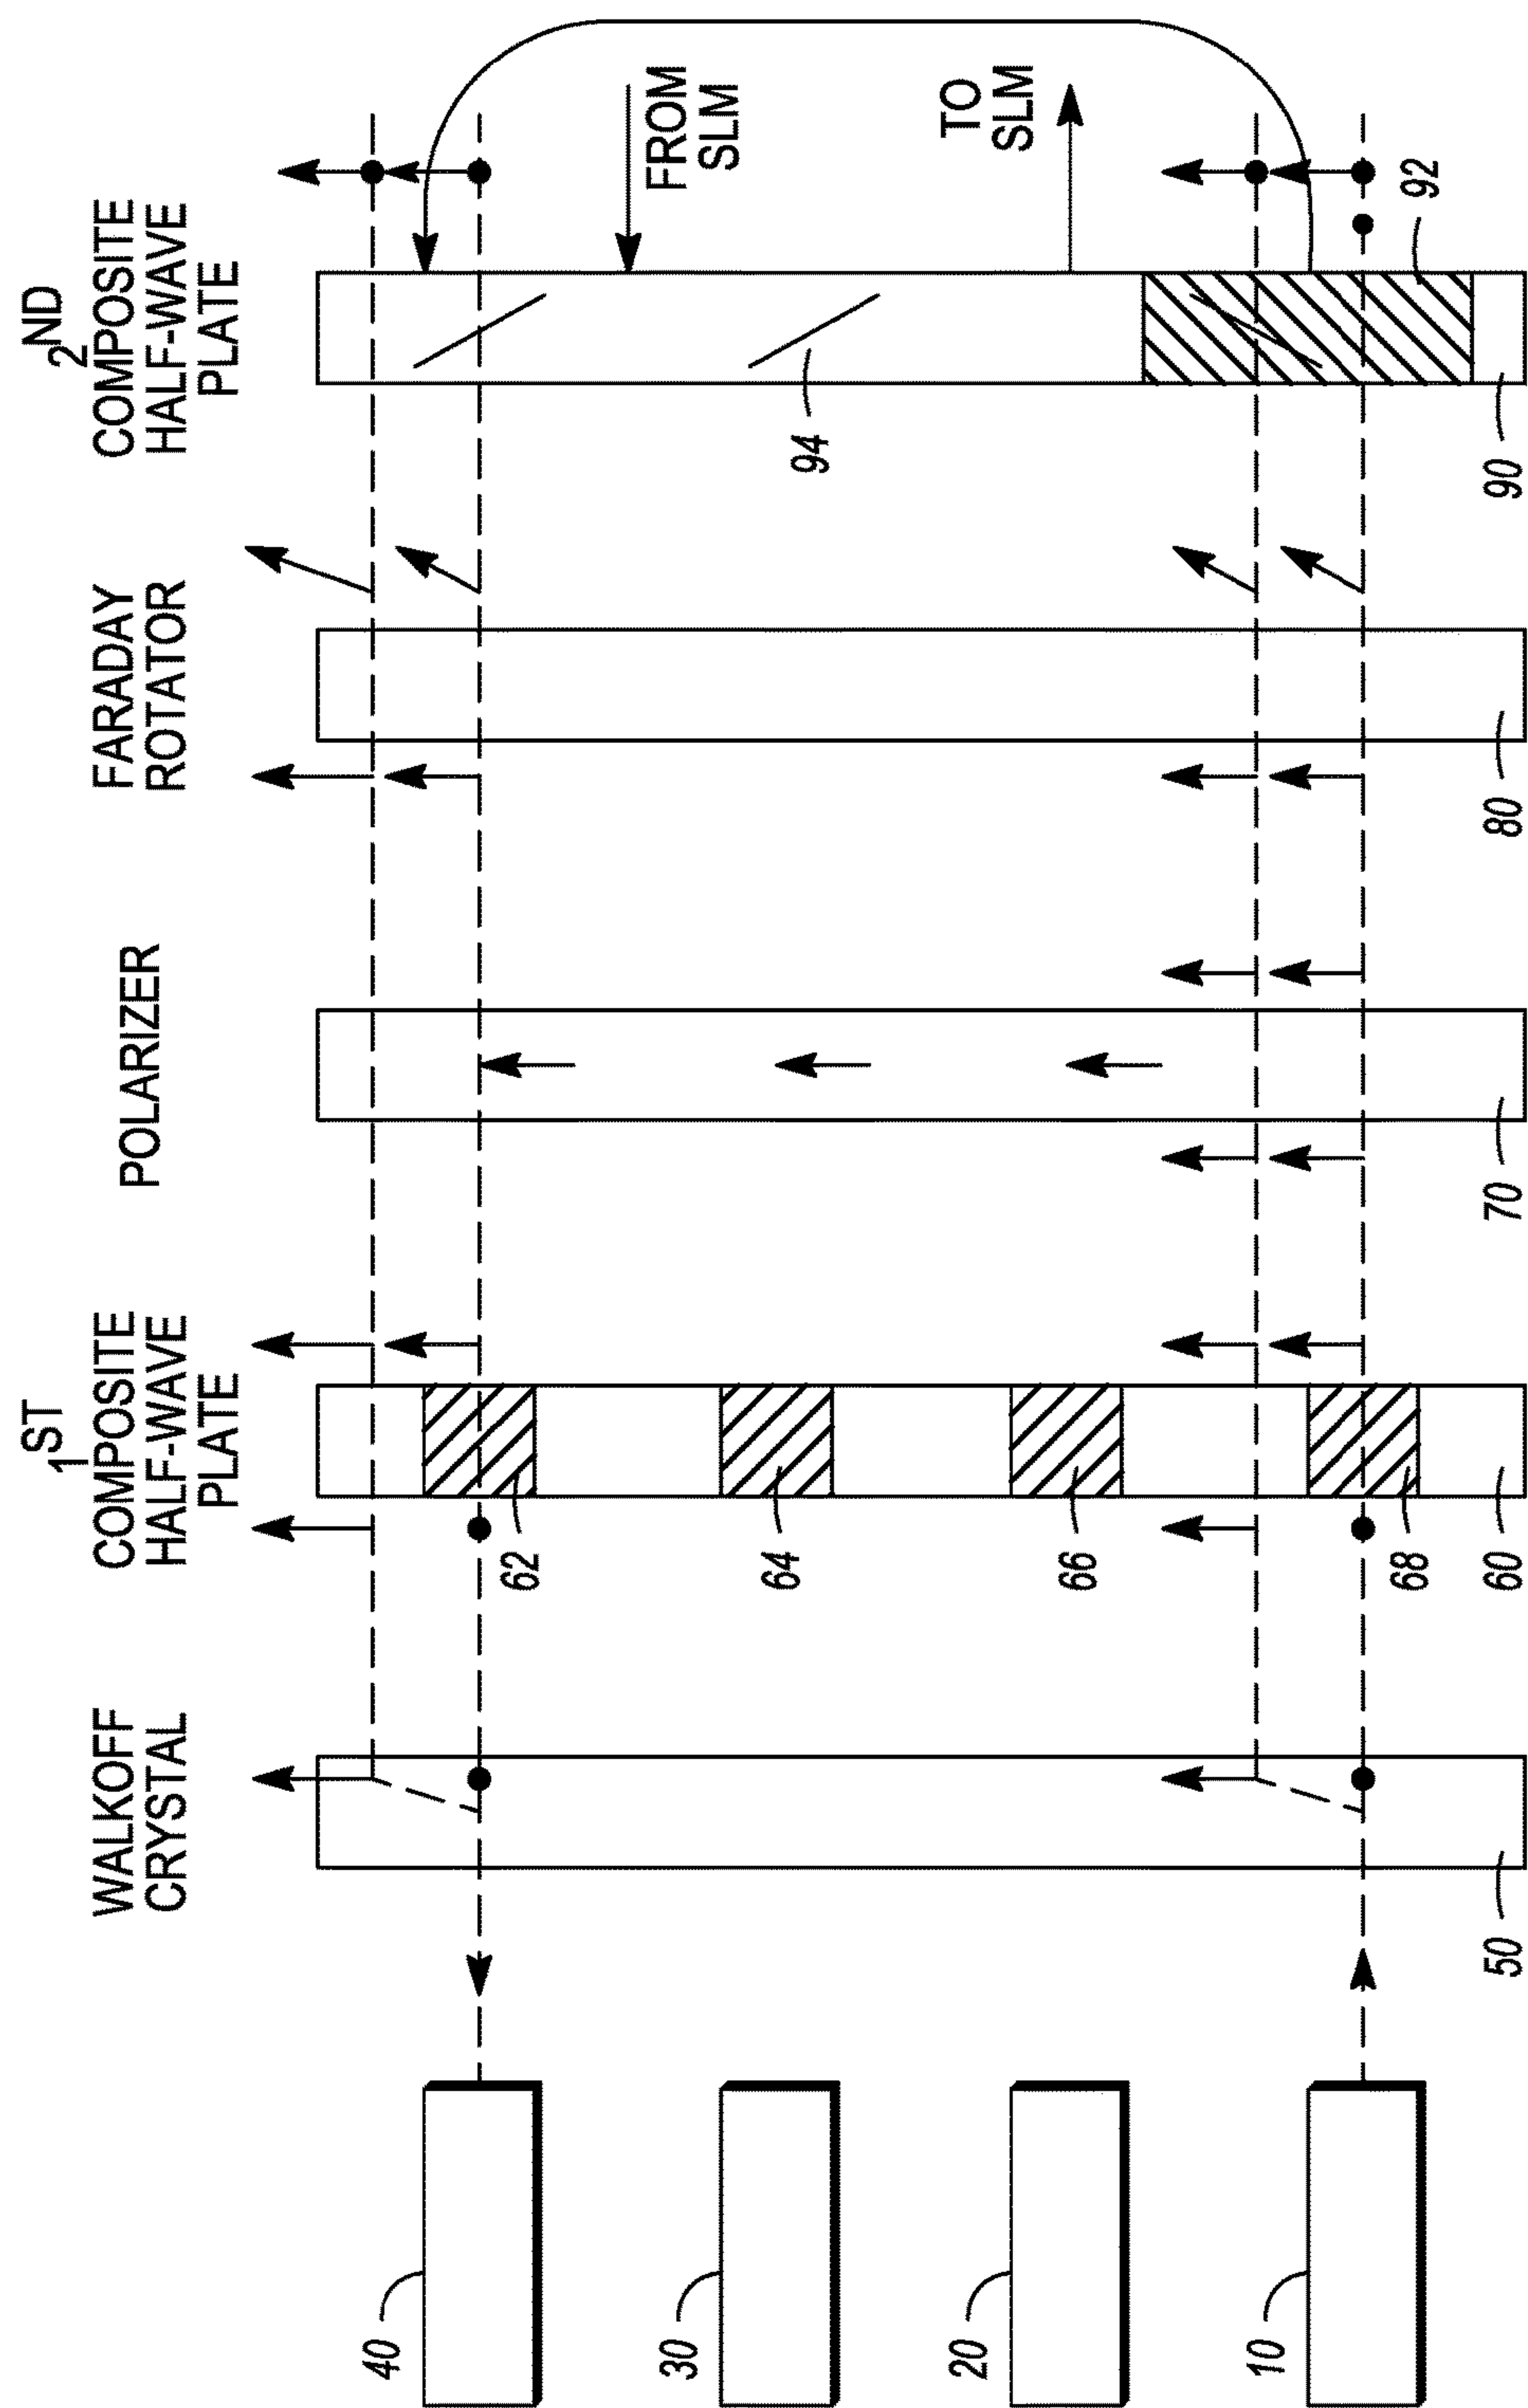 WALKOFF
CRYSTAL
1ST
COMPOSITE
HALF-WAVE
PLATE
POLARIZER
FARADAY
ROTATOR
2ND
COMPOSITE
HALF-WAVE
PLATE
FROM
SLM
TO
SLM
40
30
20
10
50
62
64
66
68
60
70
80
94
92
90